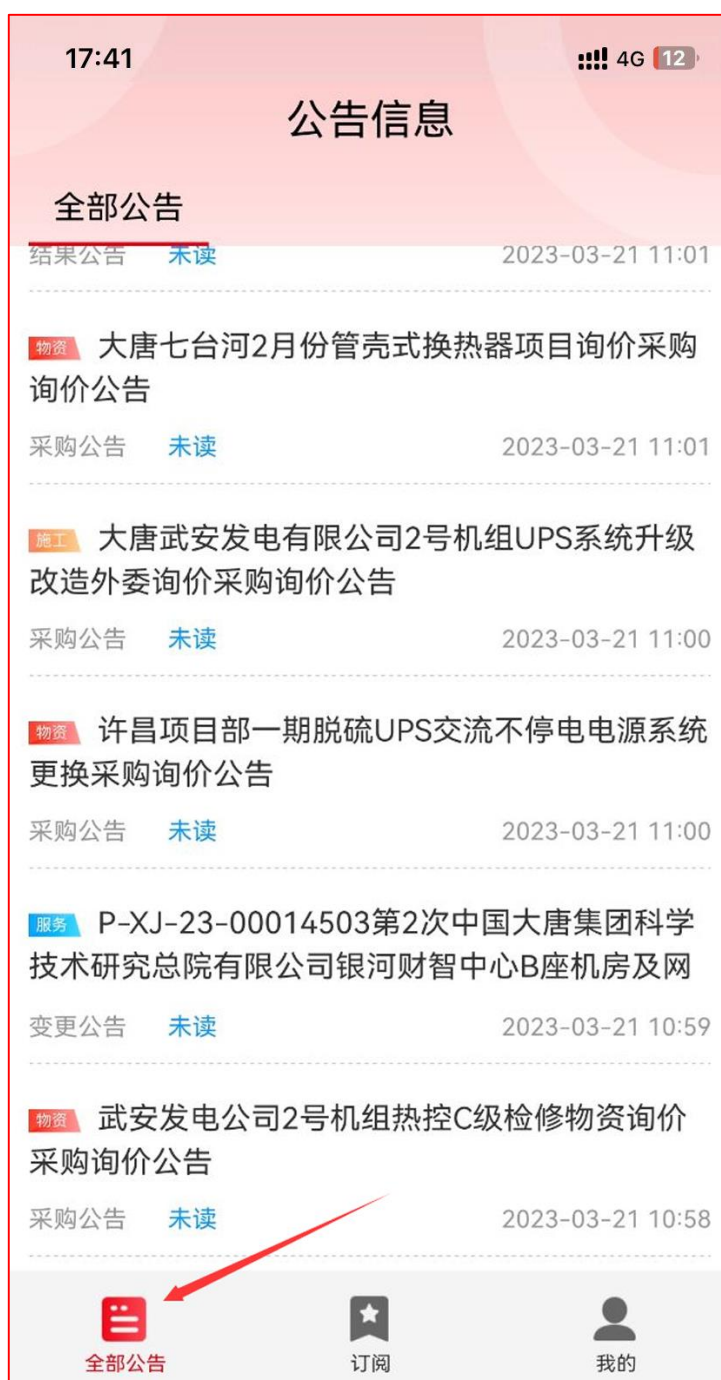 17:41
4G 12
公告信息
全部公告
结果公告 未读 2023-03-21 11:01
物资 大唐七台河2月份管壳式换热器项目询价采购
询价公告
采购公告 未读 2023-03-21 11:01
施工 大唐武安发电有限公司2号机组UPS系统升级
改造外委询价采购询价公告
采购公告 未读 2023-03-21 11:00
物资 许昌项目部一期脱硫UPS交流不停电电源系统
更换采购询价公告
采购公告 未读 2023-03-21 11:00
服务 P-XJ-23-00014503第2次中国大唐集团科学
技术研究总院有限公司银河财智中心B座机房及网
变更公告 未读 2023-03-21 10:59
物资 武安发电公司2号机组热控C级检修物资询价
采购询价公告
采购公告 未读 2023-03-21 10:58
全部公告 订阅 我的